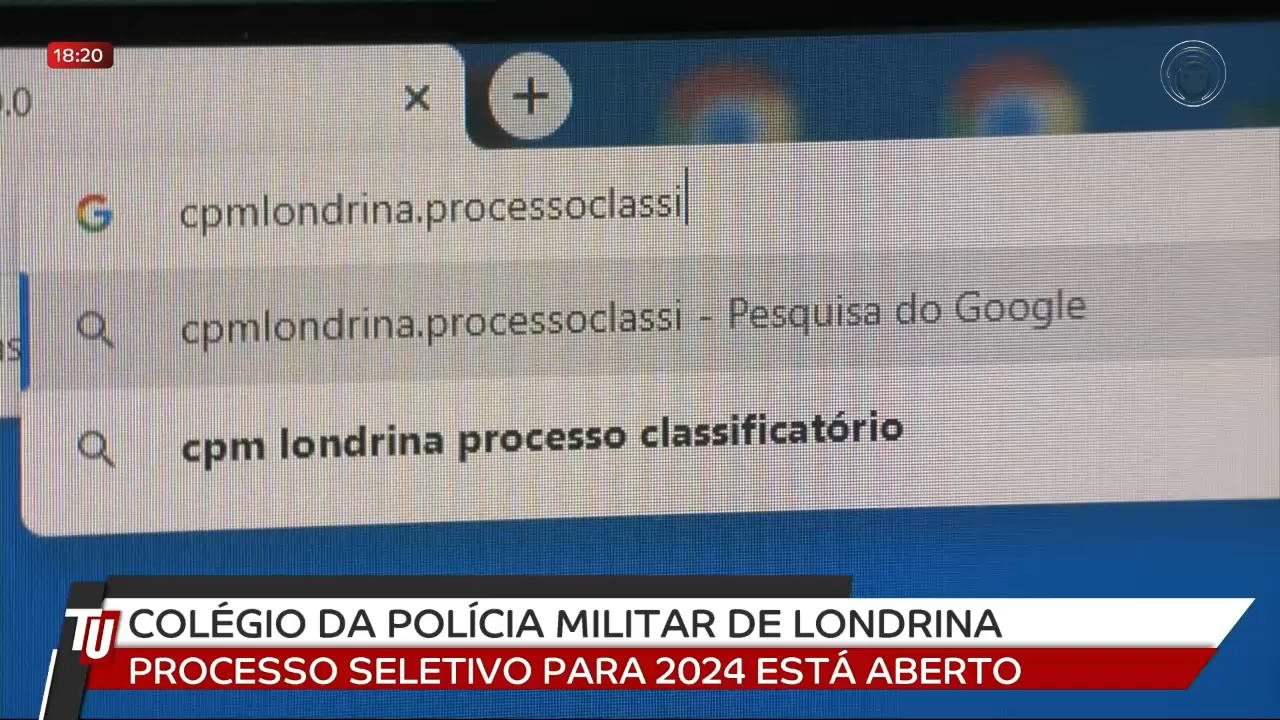 18:20
.0
cpmlondrina.processoclassi
cpmlondrina.processoclassi - Pesquisa do Google
cpm londrina processo classificatório
TU
COLÉGIO DA POLÍCIA MILITAR DE LONDRINA
PROCESSO SELETIVO PARA 2024 ESTÁ ABERTO